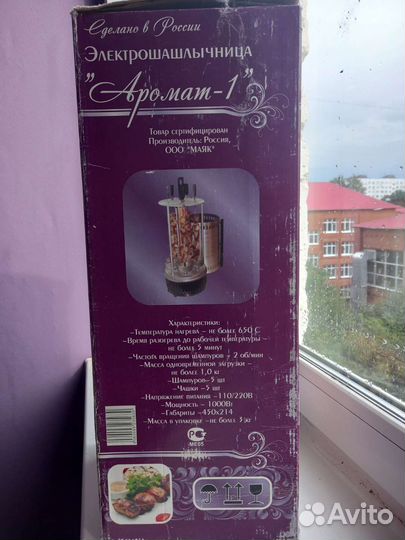 Сделано в России
Электрошашлычница
"Аромат-1"
Товар сертифицирован
Производитель: Россия,
ООО "МАЯК"
Характеристики:
-Температура нагрева – не более 650 С
-Время разогрева до рабочей температуры –
не более 5 минут
-Частота вращения шампуров – 2 об/мин
-Масса одновременной загрузки –
не более 1,0 кг
-Шампуров–5 шт
-Чашки –5 шт
-Напряжение питания –110/220В
-Мощность – 1000Вт
-Габариты –450х214
-Масса в упаковке –не более 3 кг
РС
МЕ05
Avito